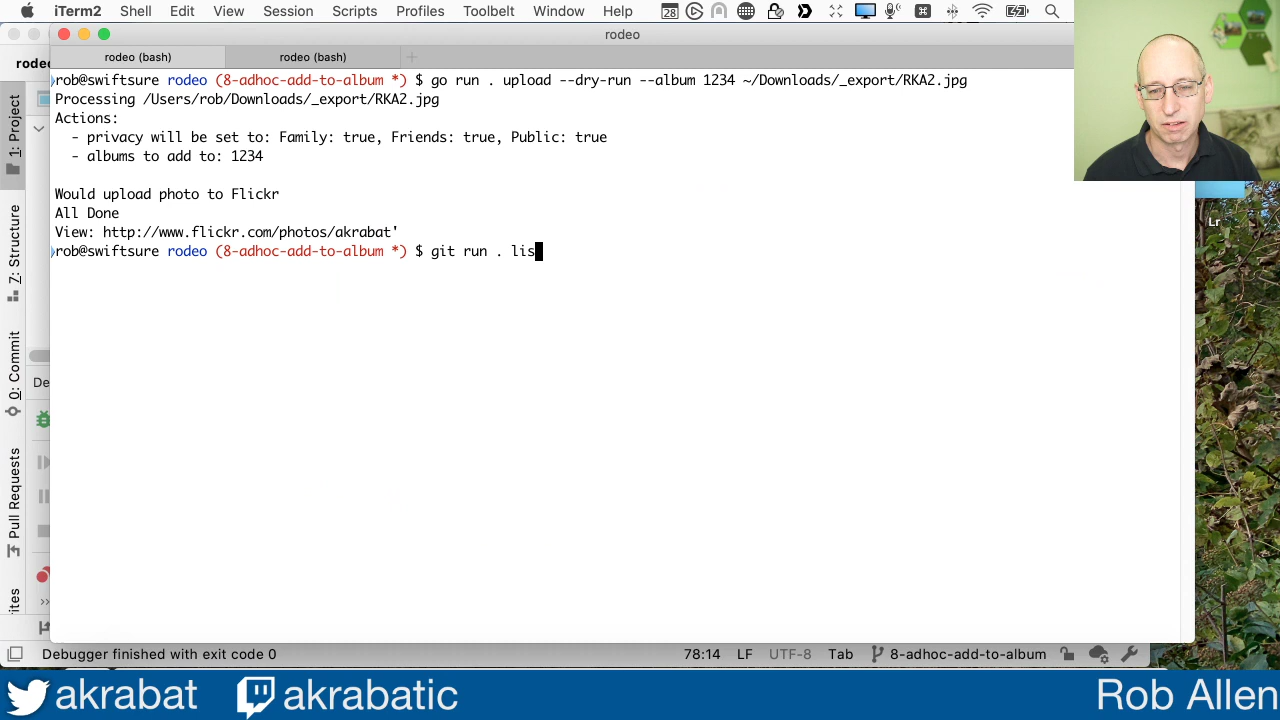 iTerm2 Shell Edit View Session Scripts Profiles Toolbelt Window Help 28
rodeo
rodeo (bash) rodeo (bash) +
rob@swiftsure rodeo (8-adhoc-add-to-album *) $ go run . upload --dry-run --album 1234 ~/Downloads/_export/RKA2.jpg
Processing /Users/rob/Downloads/_export/RKA2.jpg
Actions:
- privacy will be set to: Family: true, Friends: true, Public: true
- albums to add to: 1234
Would upload photo to Flickr
All Done
View: http://www.flickr.com/photos/akrabat'
rob@swiftsure rodeo (8-adhoc-add-to-album *) $ git run . lis
rodeo
1: Project
7: Structure
0: Commit
Pull Requests
De
Debugger finished with exit code 0 78:14 LF UTF-8 Tab 8-adhoc-add-to-album
akrabat akrabatic Rob Allen